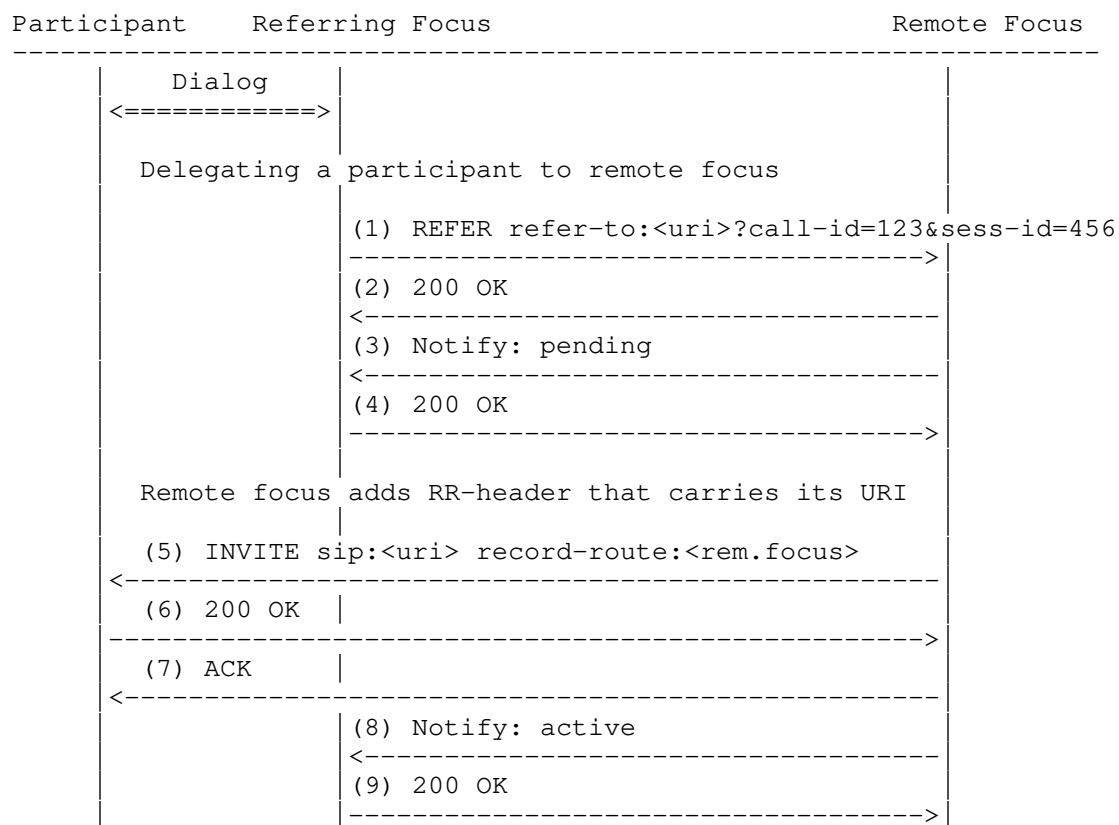 Participant Referring Focus Remote Focus
Dialog
Delegating a participant to remote focus
(1) REFER refer-to:<uri>?call-id=123&sess-id=456
(2) 200 OK
(3) Notify: pending
(4) 200 OK
Remote focus adds RR-header that carries its URI
(5) INVITE sip:<uri> record-route:<rem.focus>
(6) 200 OK
(7) ACK
(8) Notify: active
(9) 200 OK